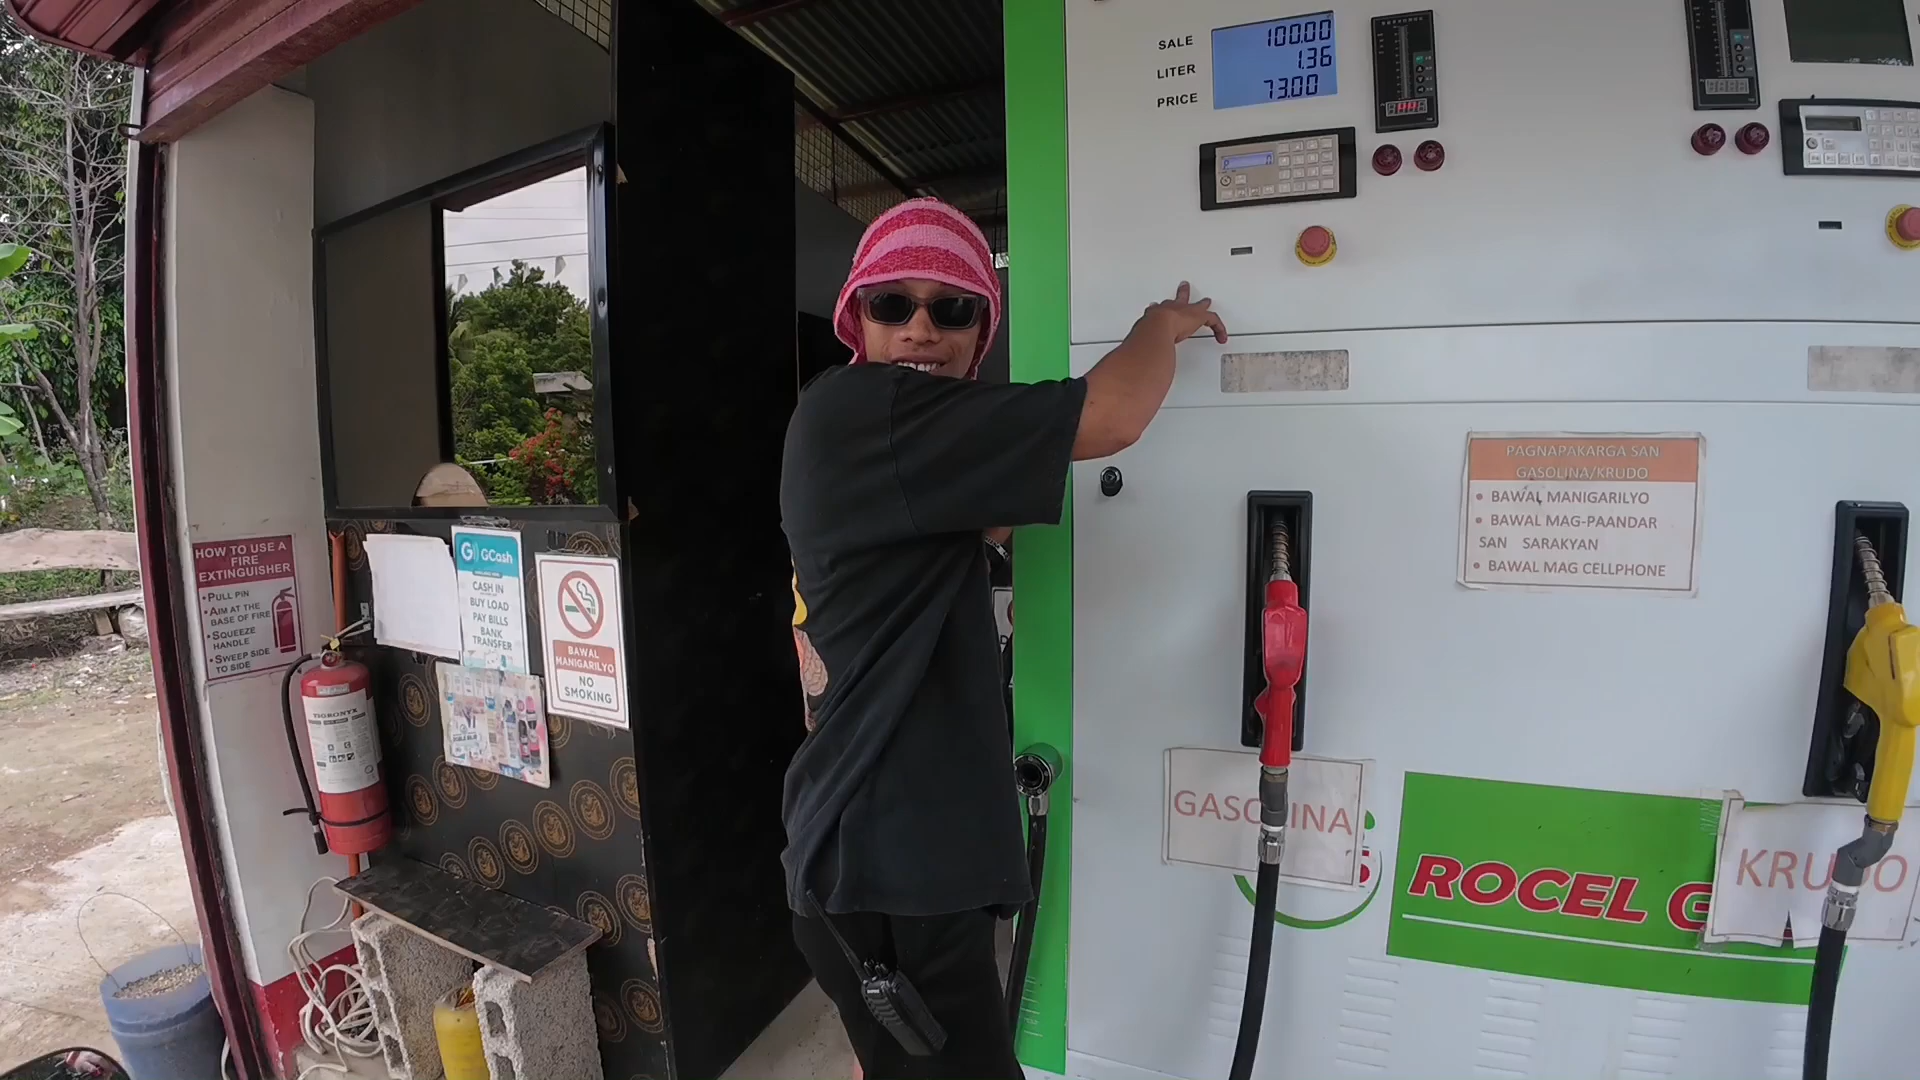 SALE 100.00
LITER 1.36
PRICE 73.00
PAGNAPAKARGA SAN
GASOLINA/KRUDO
• BAWAL MANIGARILYO
• BAWAL MAG-PAANDAR
SAN SARAKYAN
• BAWAL MAG CELLPHONE
HOW TO USE A
FIRE
EXTINGUISHER
• PULL PIN
• AIM AT THE
BASE OF FIRE
• SQUEEZE
HANDLE
• SWEEP SIDE
TO SIDE
GCash
CASH IN
BUY LOAD
PAY BILLS
BANK
TRANSFER
BAWAL
MANIGARILYO
NO
SMOKING
GASOLINA
ROCEL G
KRUDO